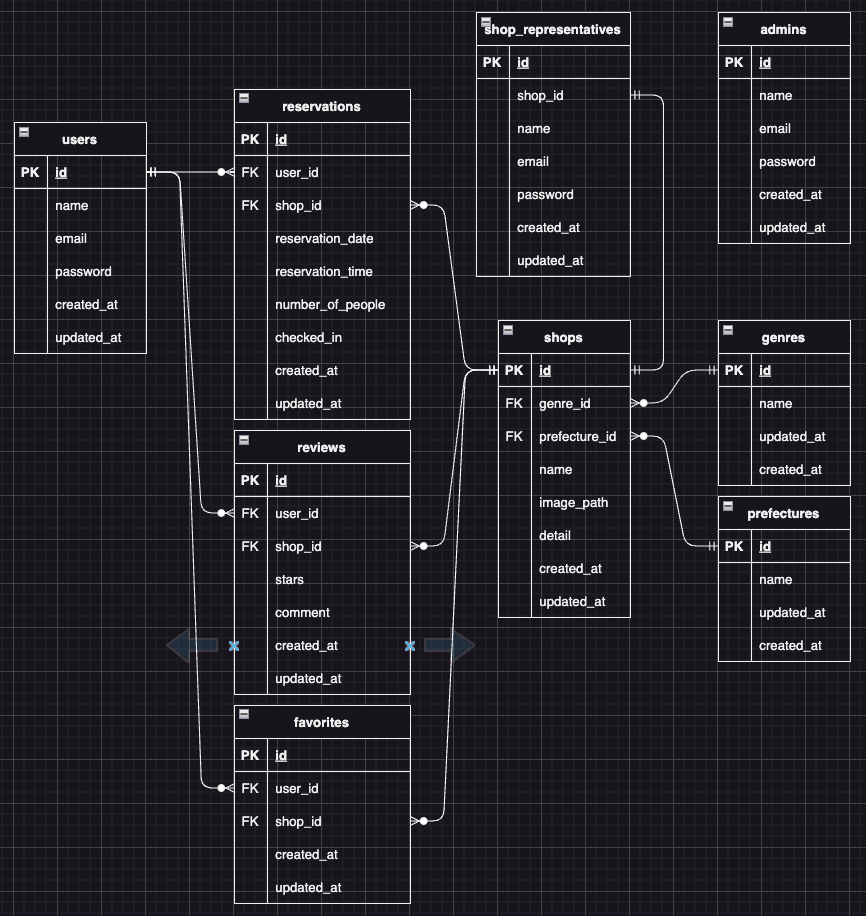 users
PK id
name
email
password
created_at
updated_at
reservations
PK id
FK user_id
FK shop_id
reservation_date
reservation_time
number_of_people
checked_in
created_at
updated_at
reviews
PK id
FK user_id
FK shop_id
stars
comment
created_at
updated_at
favorites
PK id
FK user_id
FK shop_id
created_at
updated_at
shop_representatives
PK id
shop_id
name
email
password
created_at
updated_at
shops
PK id
FK genre_id
FK prefecture_id
name
image_path
detail
created_at
updated_at
admins
PK id
name
email
password
created_at
updated_at
genres
PK id
name
updated_at
created_at
prefectures
PK id
name
updated_at
created_at